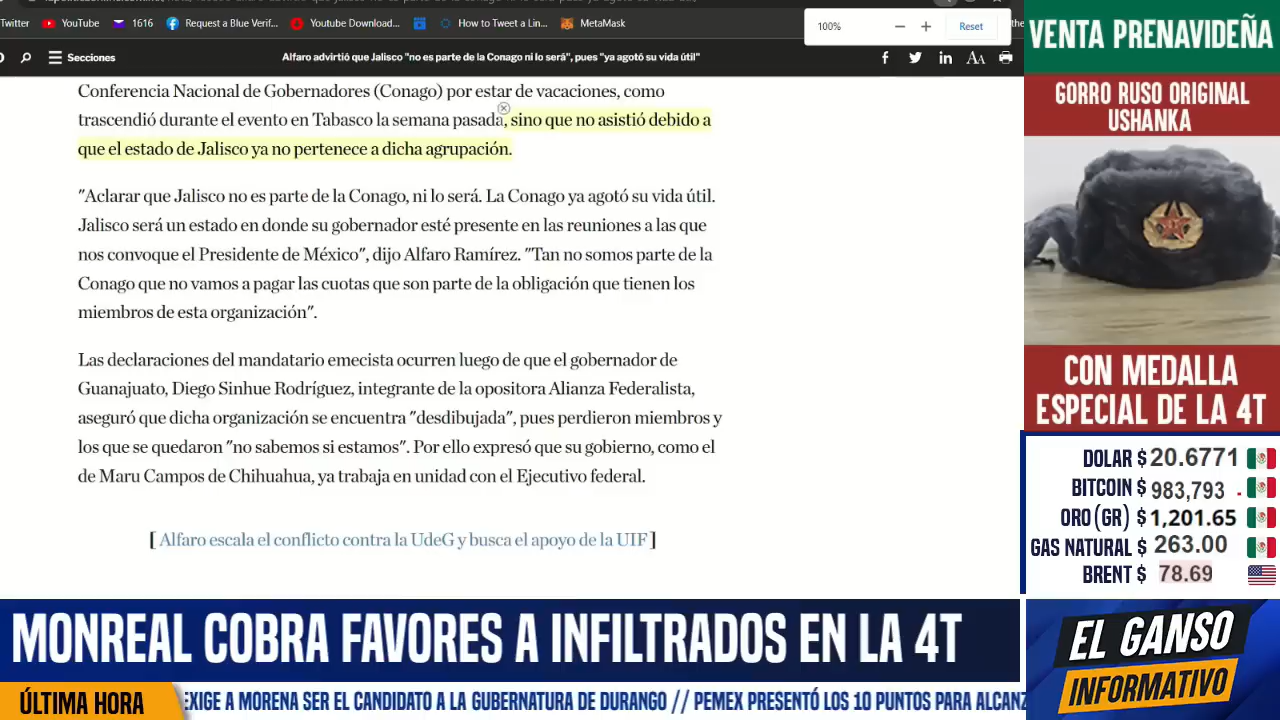 Twitter
YouTube
1616
Request a Blue Verif...
Youtube Download...
How to Tweet a Lin...
MetaMask
100%
Reset
the
Secciones
Alfaro advirtió que Jalisco "no es parte de la Conago ni lo será", pues "ya agotó su vida útil"
Conferencia Nacional de Gobernadores (Conago) por estar de vacaciones, como
trascendió durante el evento en Tabasco la semana pasada, sino que no asistió debido a
que el estado de Jalisco ya no pertenece a dicha agrupación.
"Aclarar que Jalisco no es parte de la Conago, ni lo será. La Conago ya agotó su vida útil.
Jalisco será un estado en donde su gobernador esté presente en las reuniones a las que
nos convoque el Presidente de México", dijo Alfaro Ramírez. "Tan no somos parte de la
Conago que no vamos a pagar las cuotas que son parte de la obligación que tienen los
miembros de esta organización".
Las declaraciones del mandatario emecista ocurren luego de que el gobernador de
Guanajuato, Diego Sinhue Rodríguez, integrante de la opositora Alianza Federalista,
aseguró que dicha organización se encuentra "desdibujada", pues perdieron miembros y
los que se quedaron "no sabemos si estamos". Por ello expresó que su gobierno, como el
de Maru Campos de Chihuahua, ya trabaja en unidad con el Ejecutivo federal.
[ Alfaro escala el conflicto contra la UdeG y busca el apoyo de la UIF ]
VENTA PRENAVIDEÑA
GORRO RUSO ORIGINAL
USHANKA
CON MEDALLA
ESPECIAL DE LA 4T
DOLAR $ 20.6771
BITCOIN $ 983,793
ORO(GR) $ 1,201.65
GAS NATURAL $ 263.00
BRENT $ 78.69
MONREAL COBRA FAVORES A INFILTRADOS EN LA 4T
EL GANSO
INFORMATIVO
ÚLTIMA HORA
EXIGE A MORENA SER EL CANDIDATO A LA GUBERNATURA DE DURANGO // PEMEX PRESENTÓ LOS 10 PUNTOS PARA ALCANZ